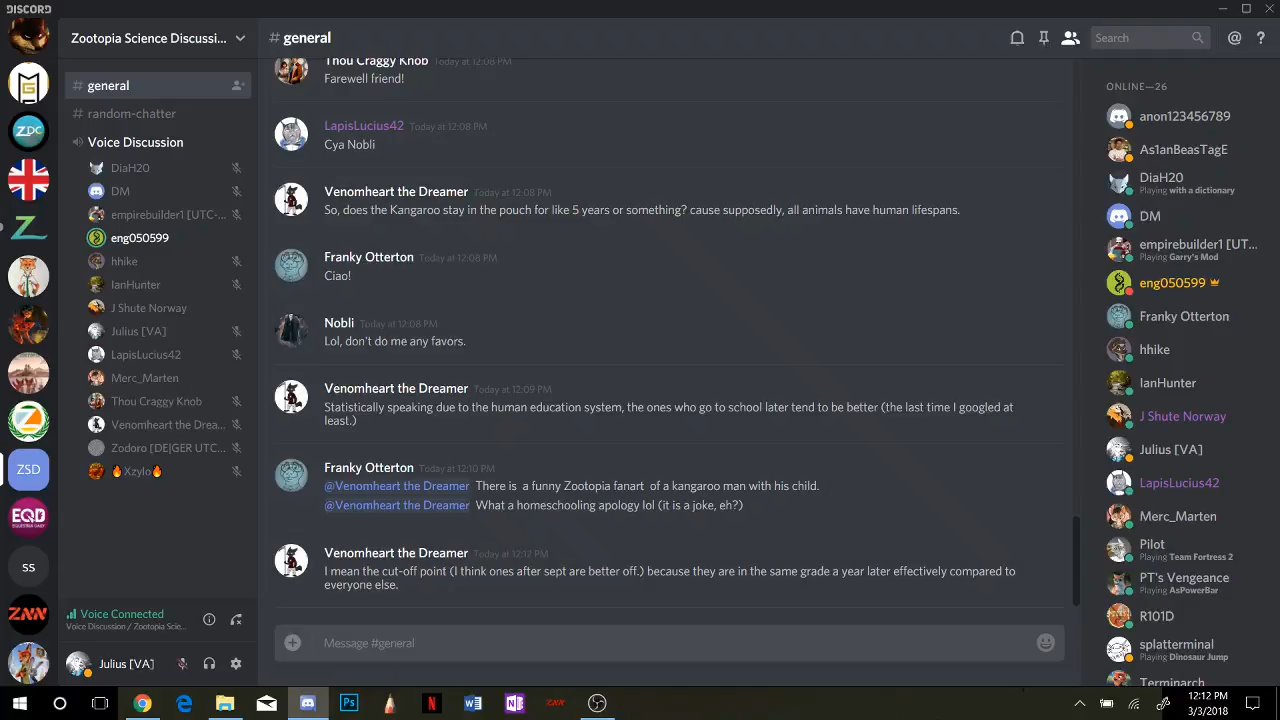 DISCORD
Zootopia Science Discussi...
# general
Search
@
?
# general
# random-chatter
Voice Discussion
DiaH20
DM
empirebuilder1 [UTC-...
eng050599
hhike
IanHunter
J Shute Norway
Julius [VA]
LapisLucius42
Merc_Marten
Thou Craggy Knob
Venomheart the Drea...
Zodoro [DE|GER UTC...
🔥Xzylo🔥
Voice Connected
Voice Discussion / Zootopia Scie...
Julius [VA]
MG
ZDC
Z
ZSD
EQD
EQUESTRIA DAILY
ss
ZNN
Thou Craggy Knob Today at 12:08 PM
Farewell friend!
LapisLucius42 Today at 12:08 PM
Cya Nobli
Venomheart the Dreamer Today at 12:08 PM
So, does the Kangaroo stay in the pouch for like 5 years or something? cause supposedly, all animals have human lifespans.
Franky Otterton Today at 12:08 PM
Ciao!
Nobli Today at 12:08 PM
Lol, don't do me any favors.
Venomheart the Dreamer Today at 12:09 PM
Statistically speaking due to the human education system, the ones who go to school later tend to be better (the last time I googled at
least.)
Franky Otterton Today at 12:10 PM
@Venomheart the Dreamer There is a funny Zootopia fanart of a kangaroo man with his child.
@Venomheart the Dreamer What a homeschooling apology lol (it is a joke, eh?)
Venomheart the Dreamer Today at 12:12 PM
I mean the cut-off point (I think ones after sept are better off.) because they are in the same grade a year later effectively compared to
everyone else.
Message #general
ONLINE—26
anon123456789
As1anBeasTagE
DiaH20
Playing with a dictionary
DM
empirebuilder1 [UT...
Playing Garry's Mod
eng050599
Franky Otterton
hhike
IanHunter
J Shute Norway
Julius [VA]
LapisLucius42
Merc_Marten
Pilot
Playing Team Fortress 2
PT's Vengeance
Playing AsPowerBar
R101D
splatterminal
Playing Dinosaur Jump
Terminarch
Ps
N
W
N
ZNN
12:12 PM
3/3/2018